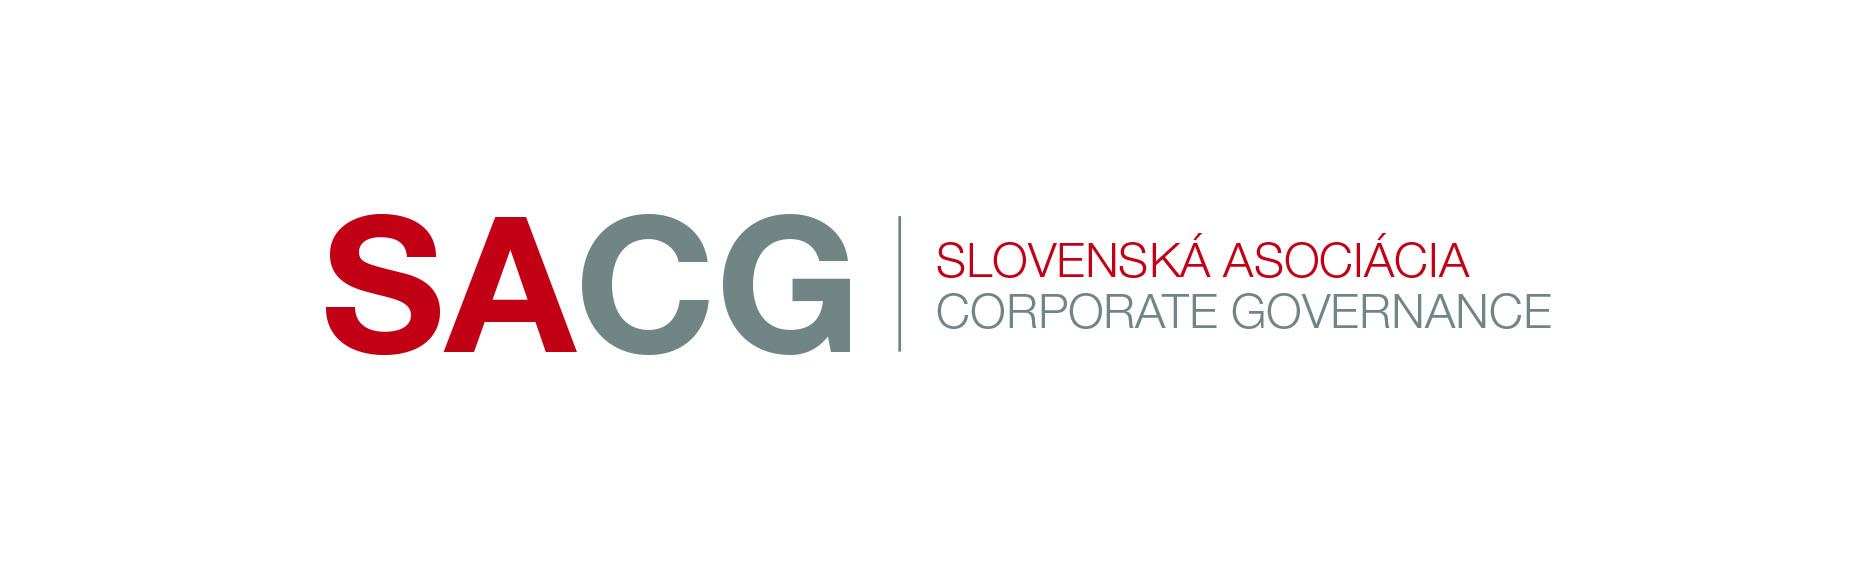 SACG
SLOVENSKÁ ASOCIÁCIA
CORPORATE GOVERNANCE